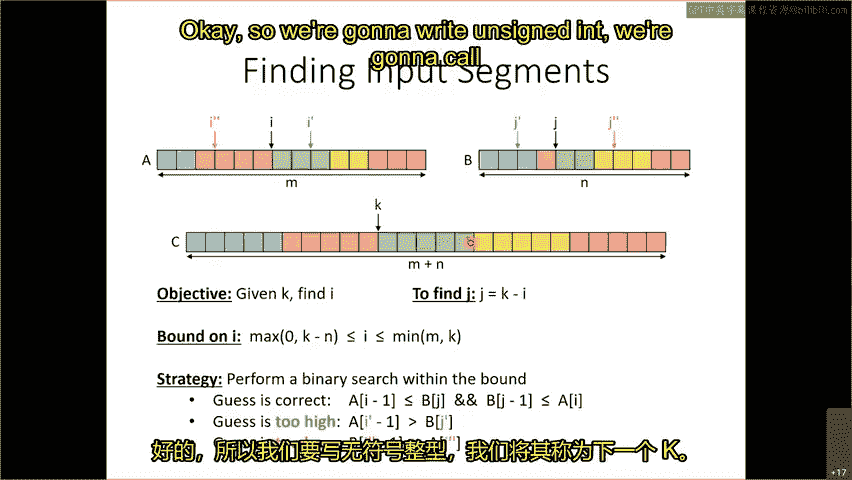 Okay, so we're gonna write unsigned int, we're
gonna call
Finding Input Segments
i'' i i' j' j j''
A B
m n
k
C
m + n
Objective: Given k, find i To find j: j = k - i
Bound on i: max(0, k - n) ≤ i ≤ min(m, k)
Strategy: Perform a binary search within the bound
• Guess is correct: A[i - 1] ≤ B[j] && B[j - 1] ≤ A[i]
• Guess is too high: A[i' - 1] > B[j']
好的，所以我们要写无符号整型，我们将其称为下一个 K。
+17